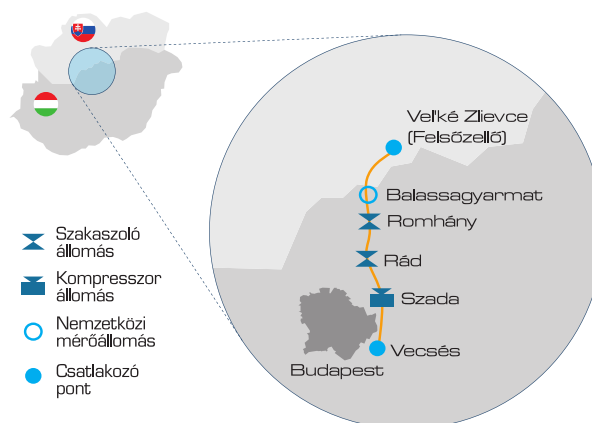 Veľké Zlievce
(Felsőzellő)
Balassagyarmat
Romhány
Rád
Szada
Budapest
Vecsés
Szakaszoló
állomás
Kompresszor
állomás
Nemzetközi
mérőállomás
Csatlakozó
pont